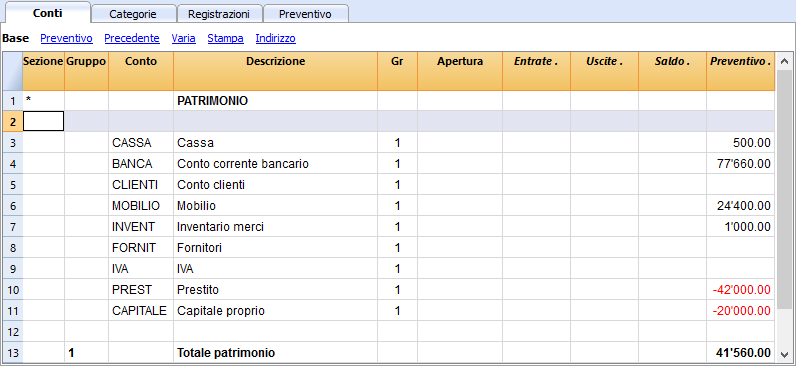 Conti Categorie Registrazioni Preventivo
Base Preventivo Precedente Varia Stampa Indirizzo
Sezione Gruppo Conto Descrizione Gr Apertura Entrate . Uscite . Saldo . Preventivo .
1 * PATRIMONIO
2
3 CASSA Cassa 1 500.00
4 BANCA Conto corrente bancario 1 77'660.00
5 CLIENTI Conto clienti 1
6 MOBILIO Mobilio 1 24'400.00
7 INVENT Inventario merci 1 1'000.00
8 FORNIT Fornitori 1
9 IVA IVA 1
10 PREST Prestito 1 -42'000.00
11 CAPITALE Capitale proprio 1 -20'000.00
12
13 1 Totale patrimonio 41'560.00